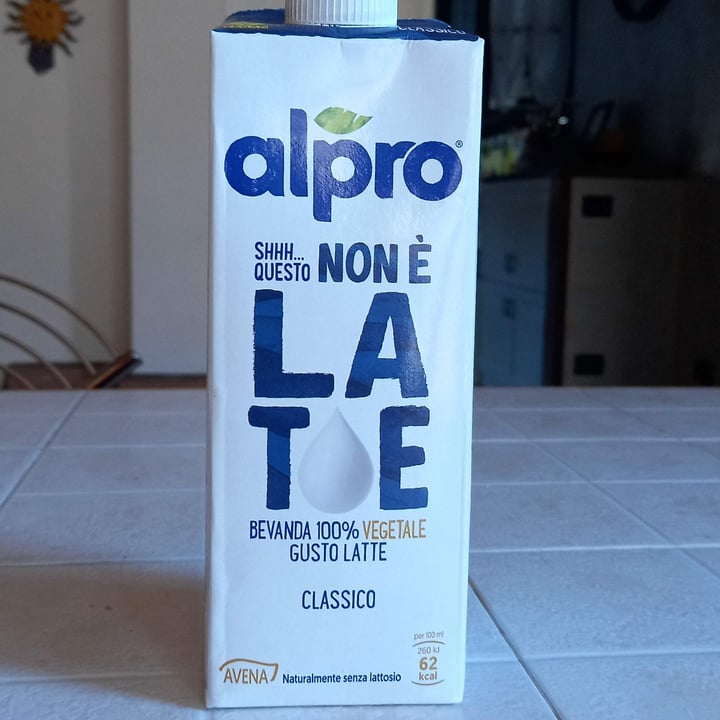 CLASSICO
alpro®
SHHH...
QUESTO NON È
LA
T E
BEVANDA 100% VEGETALE
GUSTO LATTE
CLASSICO
per 100 ml
260 kJ
62
kcal
AVENA
Naturalmente senza lattosio